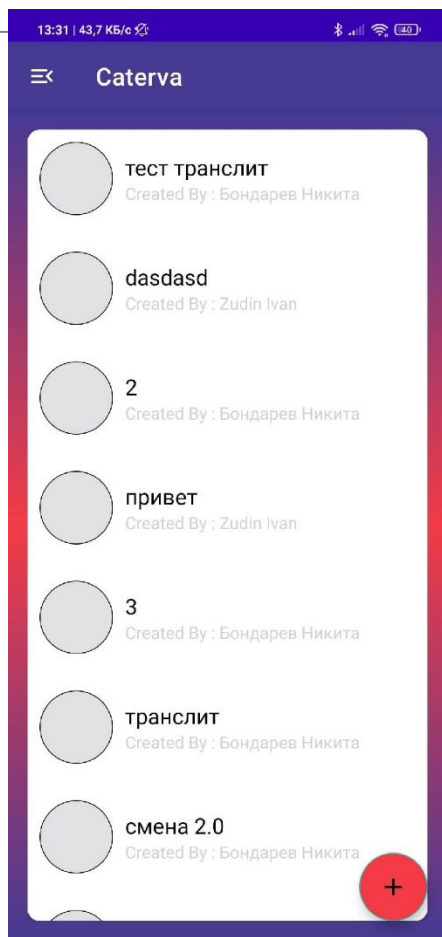 13:31 | 43,7 КБ/с
40
Caterva
тест транслит
Created By : Бондарев Никита
dasdasd
Created By : Zudin Ivan
2
Created By : Бондарев Никита
привет
Created By : Zudin Ivan
3
Created By : Бондарев Никита
транслит
Created By : Бондарев Никита
смена 2.0
Created By : Бондарев Никита
+